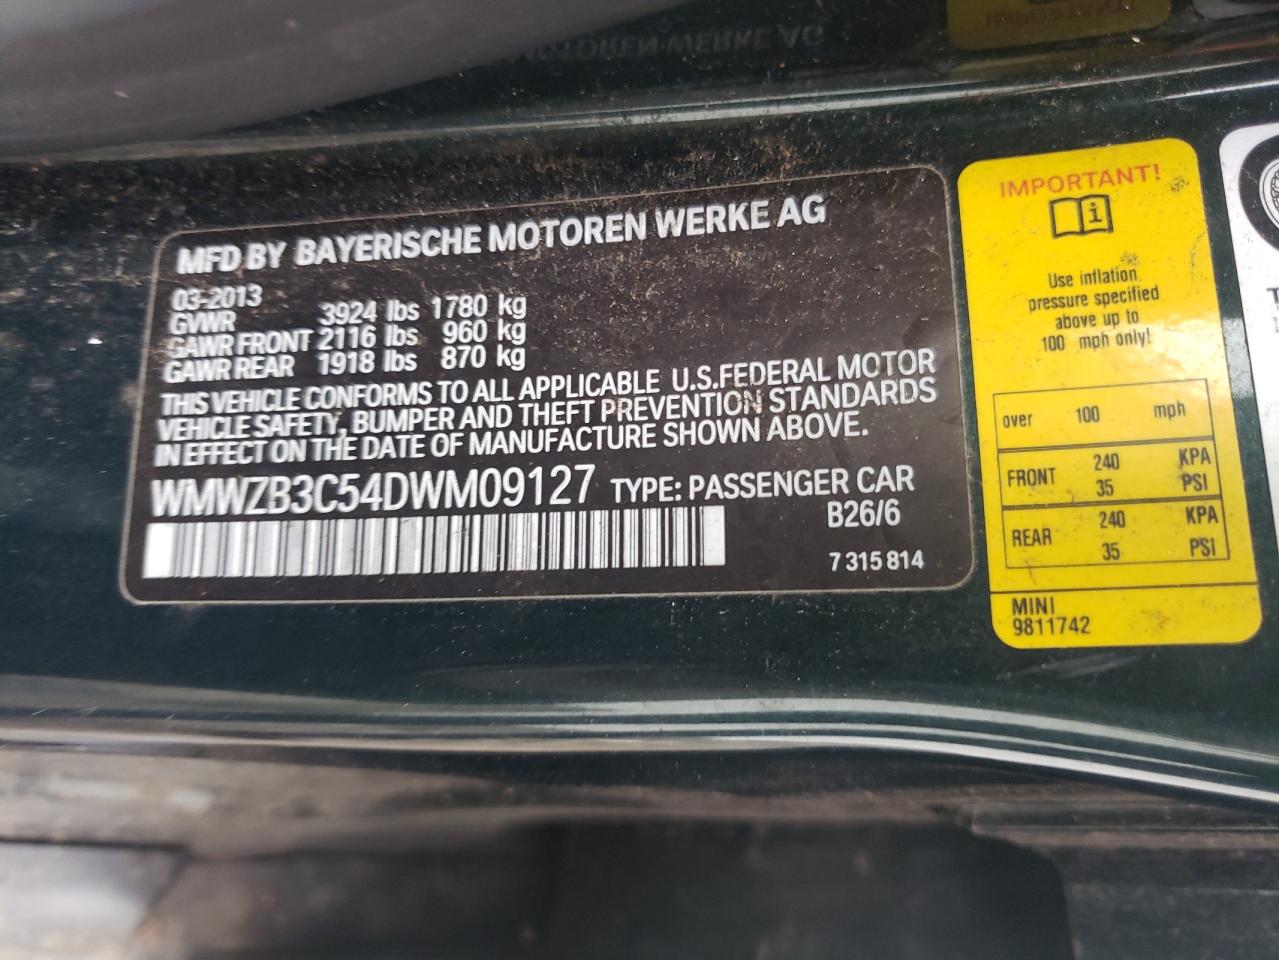 MFD BY BAYERISCHE MOTOREN WERKE AG
03-2013
GVWR 3924 lbs 1780 kg
GAWR FRONT 2116 lbs 960 kg
GAWR REAR 1918 lbs 870 kg
THIS VEHICLE CONFORMS TO ALL APPLICABLE U.S.FEDERAL MOTOR
VEHICLE SAFETY, BUMPER AND THEFT PREVENTION STANDARDS
IN EFFECT ON THE DATE OF MANUFACTURE SHOWN ABOVE.
WMWZB3C54DWM09127 TYPE: PASSENGER CAR
B26/6
7 315 814
IMPORTANT!
Use inflation
pressure specified
above up to
100 mph only!
over 100 mph
FRONT 240 KPA
35 PSI
REAR 240 KPA
35 PSI
MINI
9811742